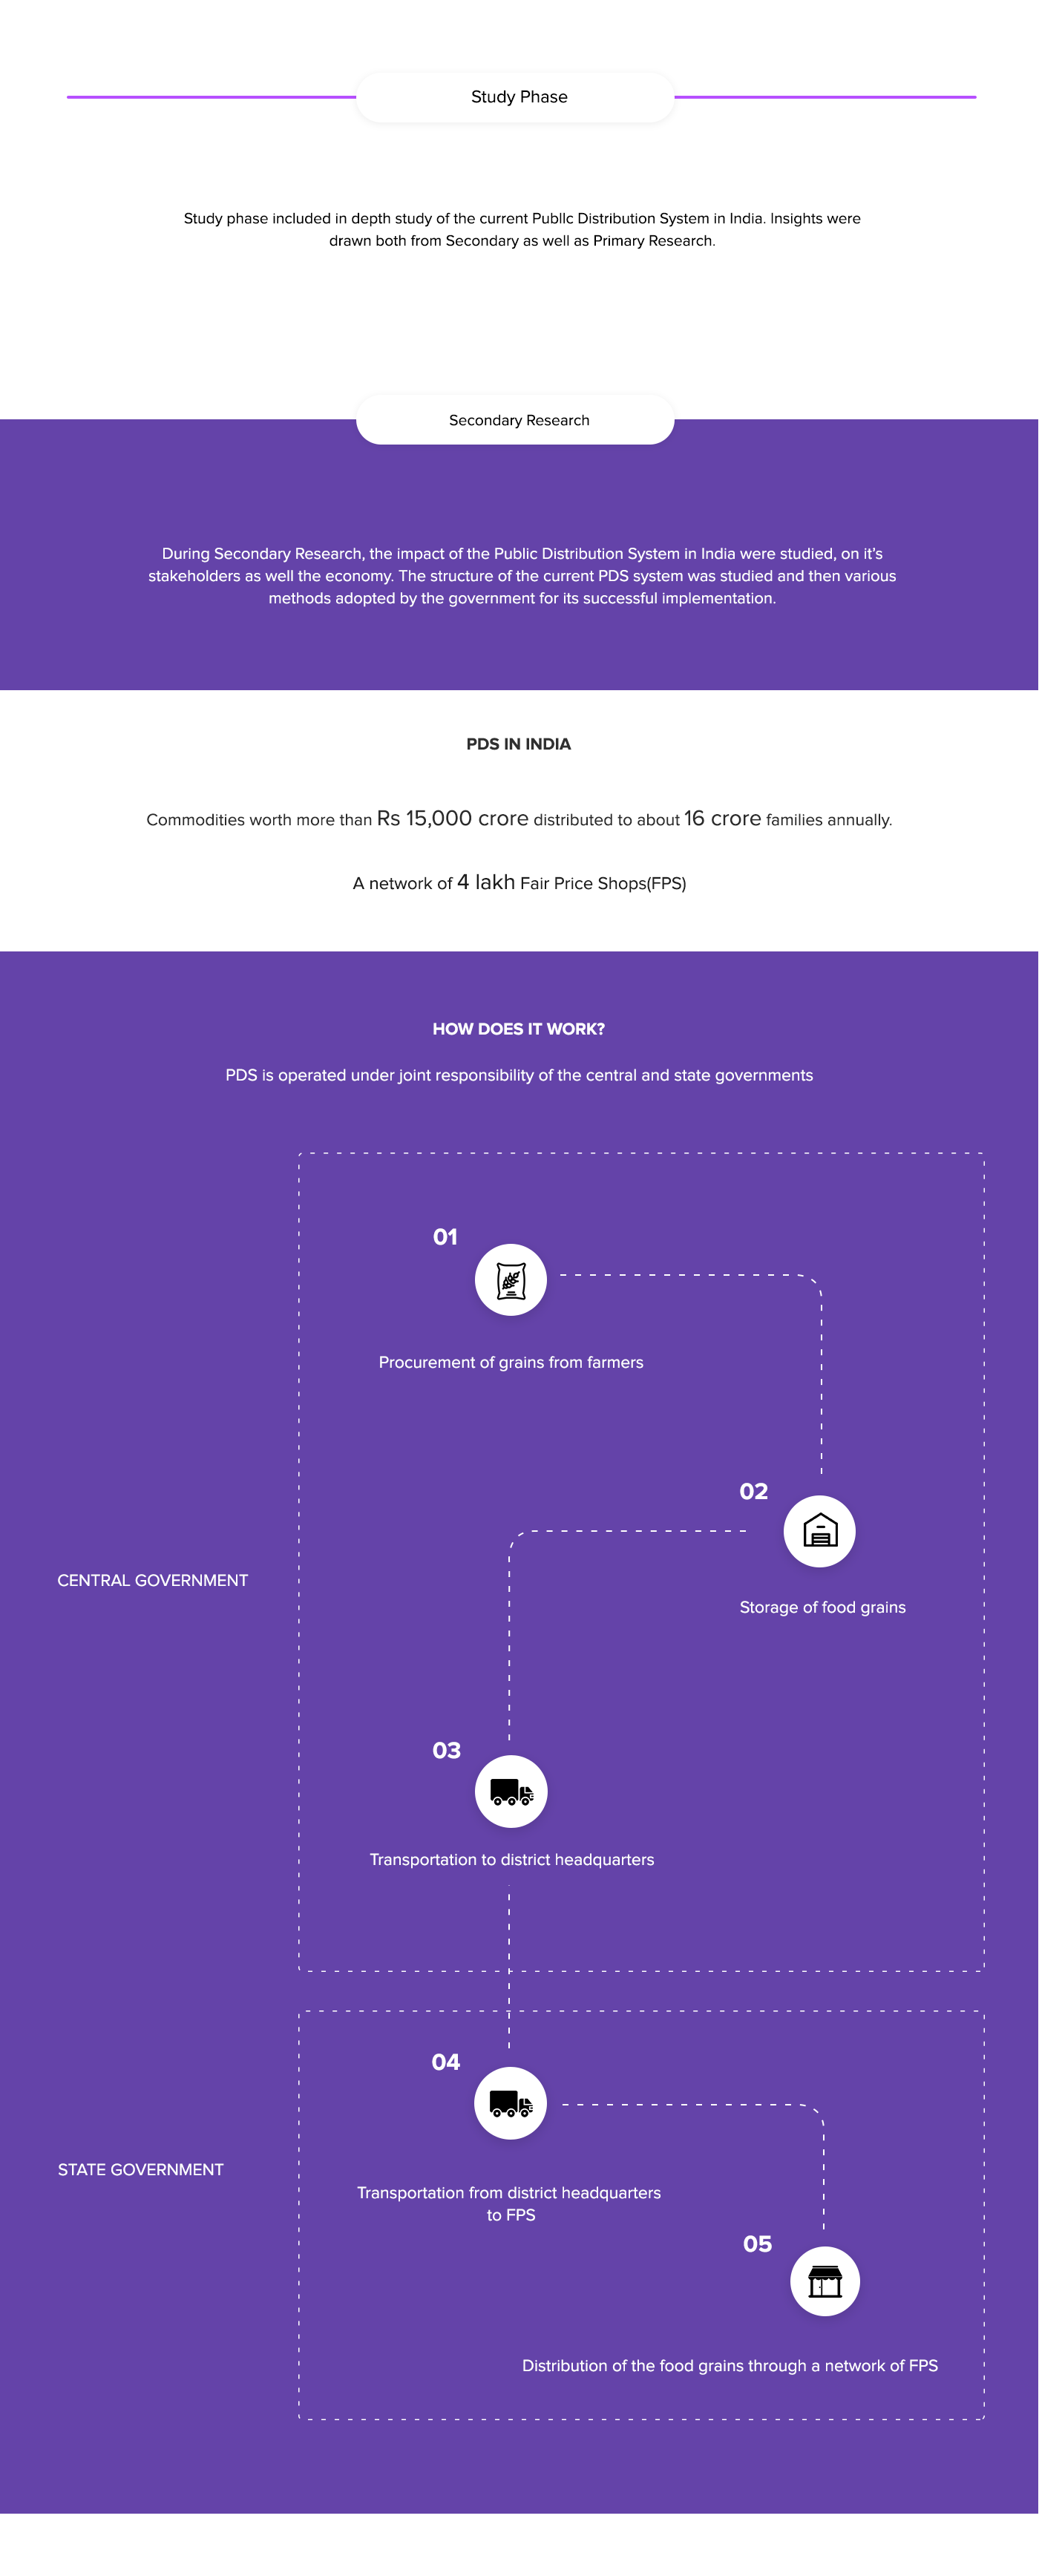 Study Phase
Study phase included in depth study of the current Publlc Distribution System in India. Insights were
drawn both from Secondary as well as Primary Research.
Secondary Research
During Secondary Research, the impact of the Public Distribution System in India were studied, on it's
stakeholders as well the economy. The structure of the current PDS system was studied and then various
methods adopted by the government for its successful implementation.
PDS IN INDIA
Commodities worth more than Rs 15,000 crore distributed to about 16 crore families annually.
A network of 4 lakh Fair Price Shops(FPS)
HOW DOES IT WORK?
PDS is operated under joint responsibility of the central and state governments
01
Procurement of grains from farmers
02
CENTRAL GOVERNMENT
Storage of food grains
03
Transportation to district headquarters
04
STATE GOVERNMENT
Transportation from district headquarters
to FPS
05
Distribution of the food grains through a network of FPS